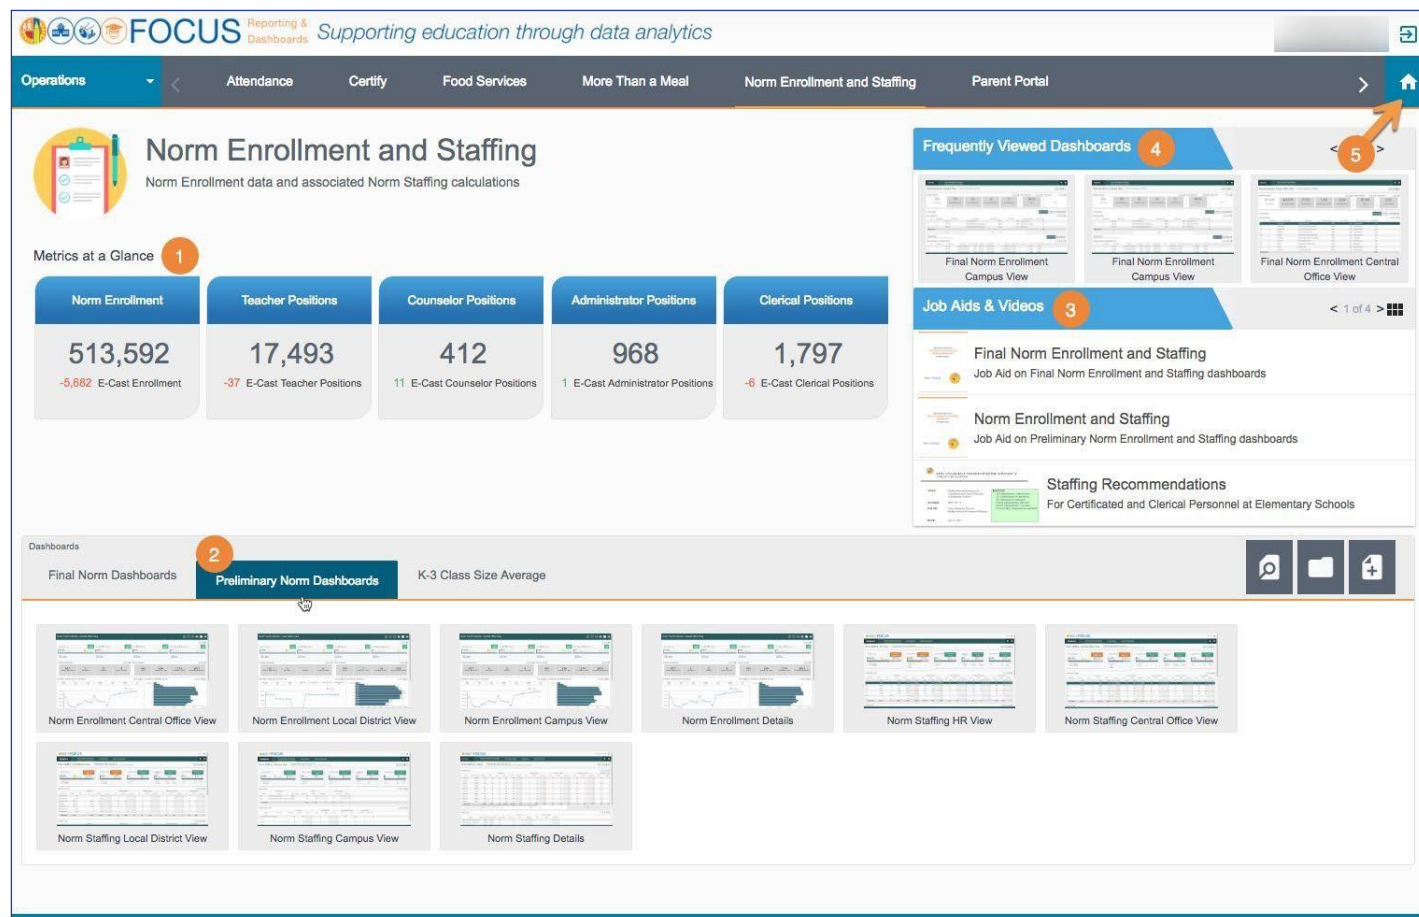 FOCUS Reporting & Dashboards Supporting education through data analytics
Operations Attendance Certify Food Services More Than a Meal Norm Enrollment and Staffing Parent Portal
Norm Enrollment and Staffing
Norm Enrollment data and associated Norm Staffing calculations
Metrics at a Glance 1
Norm Enrollment
513,592
-5,682 E-Cast Enrollment
Teacher Positions
17,493
-37 E-Cast Teacher Positions
Counselor Positions
412
11 E-Cast Counselor Positions
Administrator Positions
968
1 E-Cast Administrator Positions
Clerical Positions
1,797
-6 E-Cast Clerical Positions
Frequently Viewed Dashboards 4
< 5 >
Final Norm Enrollment
Campus View
Final Norm Enrollment
Campus View
Final Norm Enrollment Central
Office View
Job Aids & Videos 3
< 1 of 4 >
Final Norm Enrollment and Staffing
Job Aid on Final Norm Enrollment and Staffing dashboards
Norm Enrollment and Staffing
Job Aid on Preliminary Norm Enrollment and Staffing dashboards
Staffing Recommendations
For Certificated and Clerical Personnel at Elementary Schools
Dashboards
2
Final Norm Dashboards Preliminary Norm Dashboards K-3 Class Size Average
Norm Enrollment Central Office View
Norm Enrollment Local District View
Norm Enrollment Campus View
Norm Enrollment Details
Norm Staffing HR View
Norm Staffing Central Office View
Norm Staffing Local District View
Norm Staffing Campus View
Norm Staffing Details